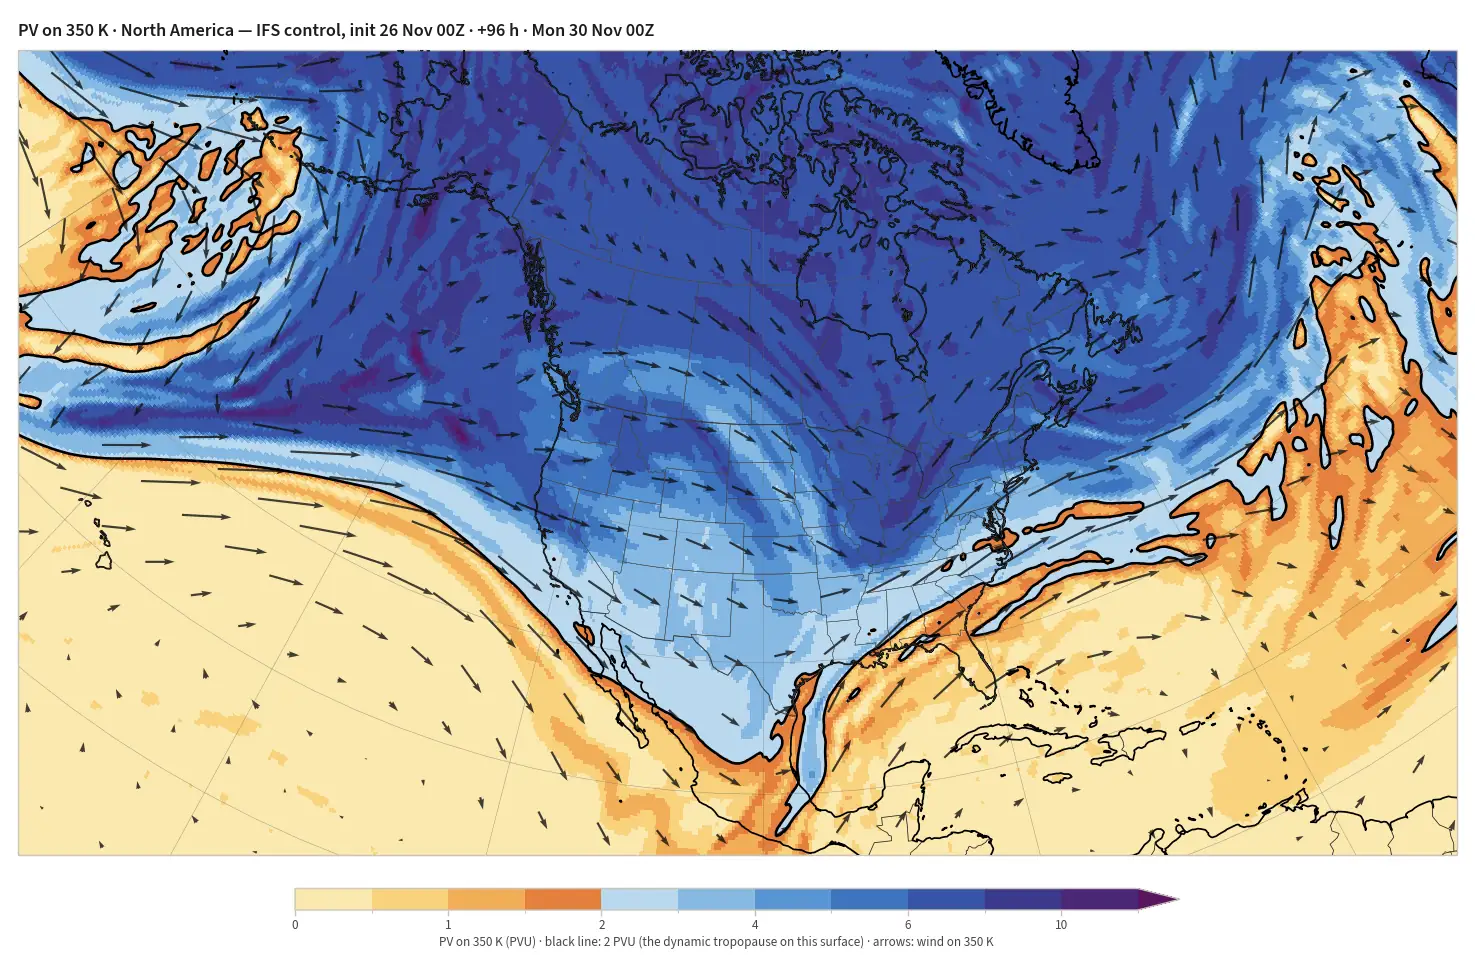 PV on 350 K · North America — IFS control, init 26 Nov 00Z · +96 h · Mon 30 Nov 00Z
0 1 2 4 6 10
PV on 350 K (PVU) · black line: 2 PVU (the dynamic tropopause on this surface) · arrows: wind on 350 K